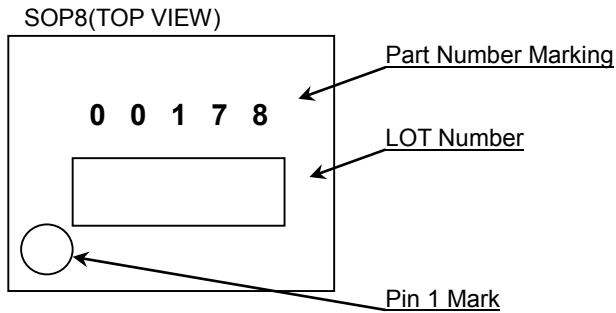 SOP8(TOP VIEW)
Part Number Marking
0 0 1 7 8
LOT Number
Pin 1 Mark